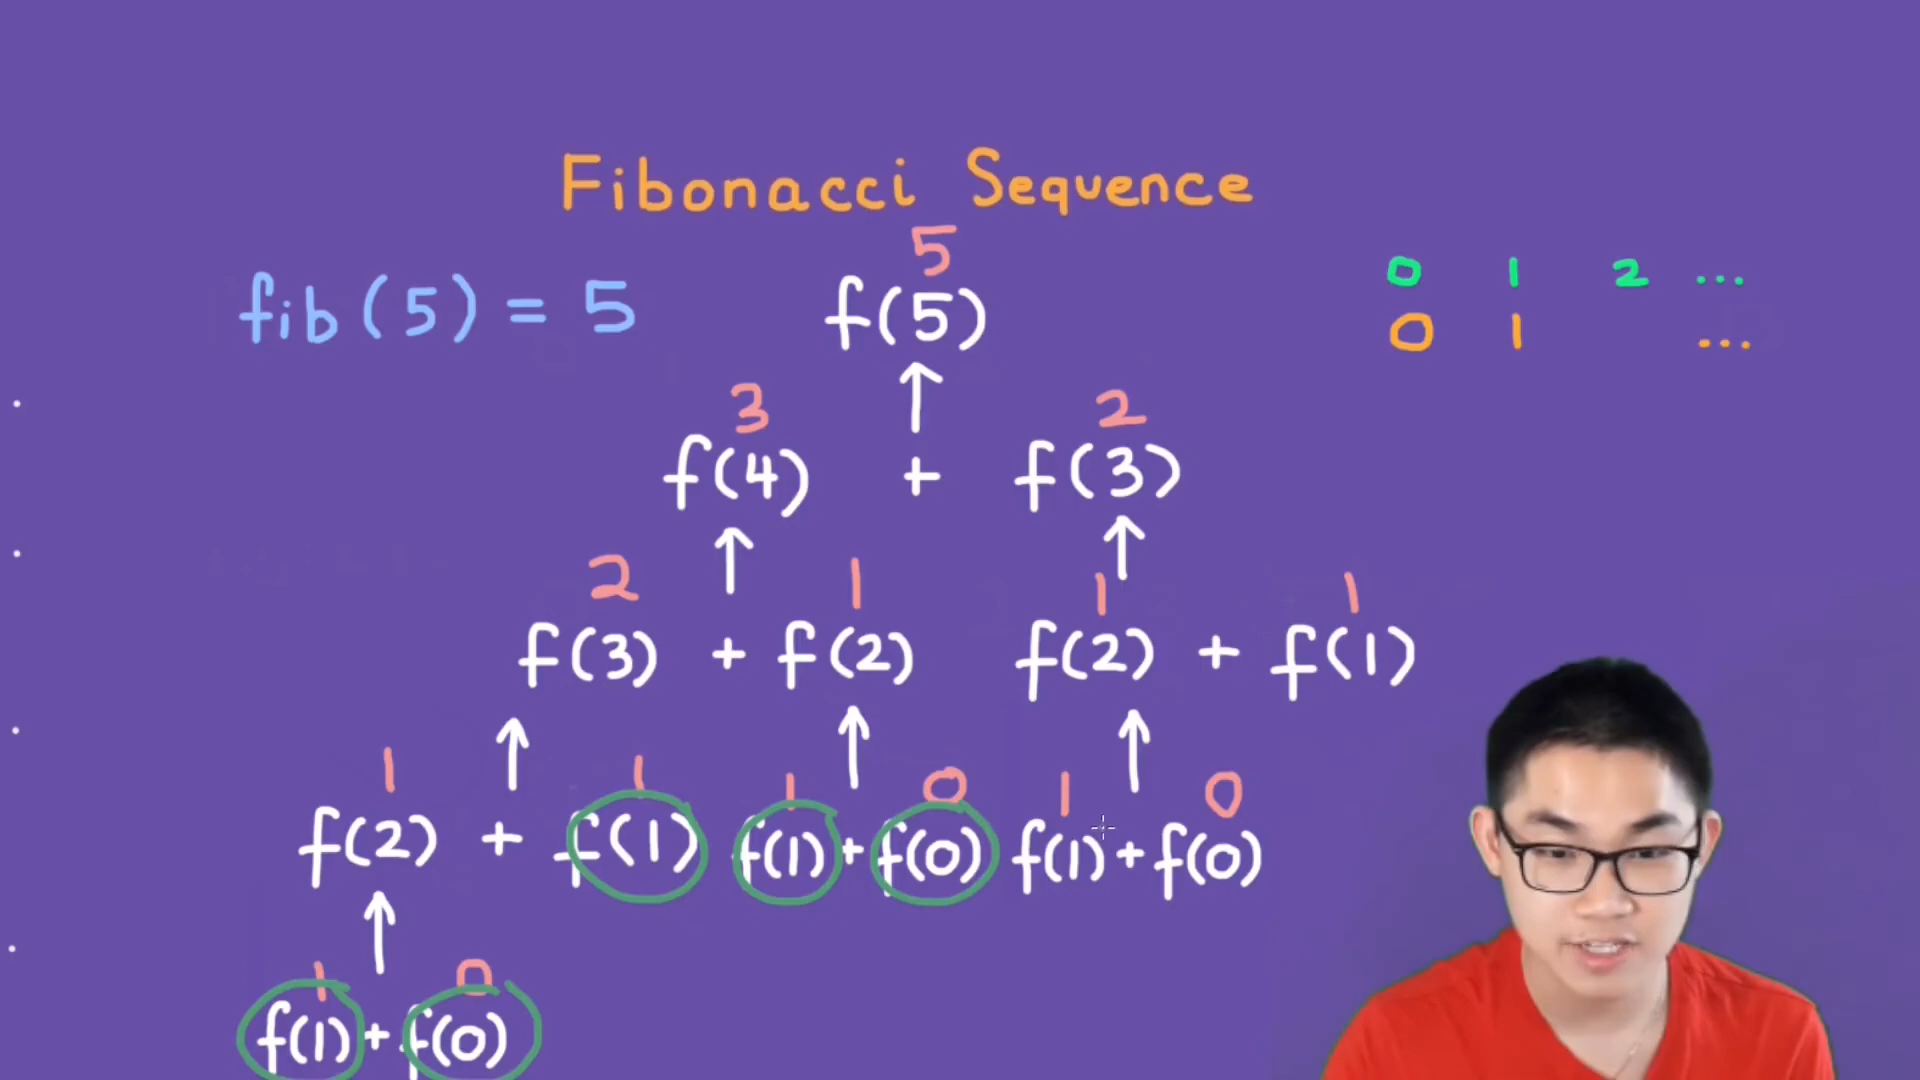 Fibonacci Sequence
5
fib(5) = 5 f(5) 0 1 2 ...
0 1 ...
3 2
f(4) + f(3)
2 1 1 1
f(3) + f(2) f(2) + f(1)
1 1 1 0 1 0
f(2) + f(1) f(1) + f(0) f(1) + f(0)
1 0
f(1) + f(0)